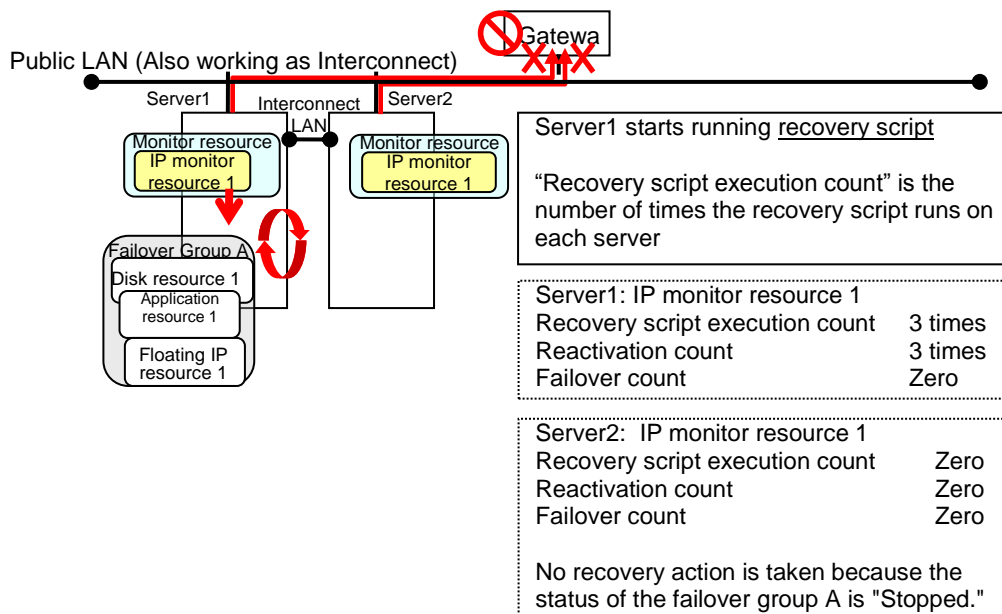 Gatewa
Public LAN (Also working as Interconnect)
Server1
Interconnect
LAN
Server2
Monitor resource
IP monitor
resource 1
Monitor resource
IP monitor
resource 1
Failover Group A
Disk resource 1
Application
resource 1
Floating IP
resource 1
Server1 starts running recovery script
“Recovery script execution count” is the
number of times the recovery script runs on
each server
Server1: IP monitor resource 1
Recovery script execution count 3 times
Reactivation count 3 times
Failover count Zero
Server2: IP monitor resource 1
Recovery script execution count Zero
Reactivation count Zero
Failover count Zero
No recovery action is taken because the
status of the failover group A is "Stopped."